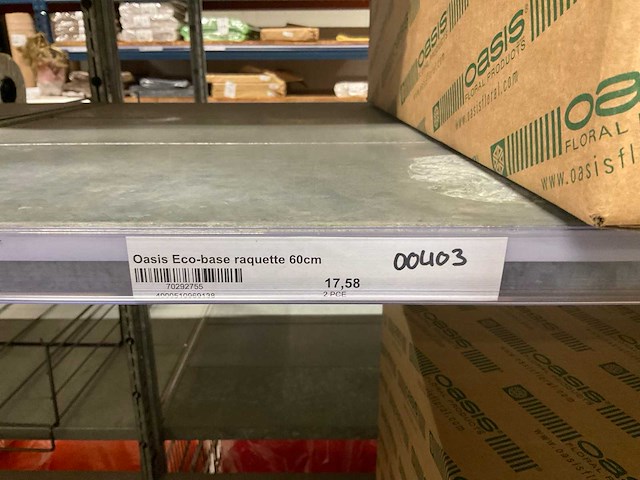 OASIS
OASIS
FLORAL PRODUCTS
www.oasisfloral.com
OA
FLORAL
www.oasisfl
Oasis Eco-base raquette 60cm
00403
70292755
17,58
2 PCE
OASIS
OASIS